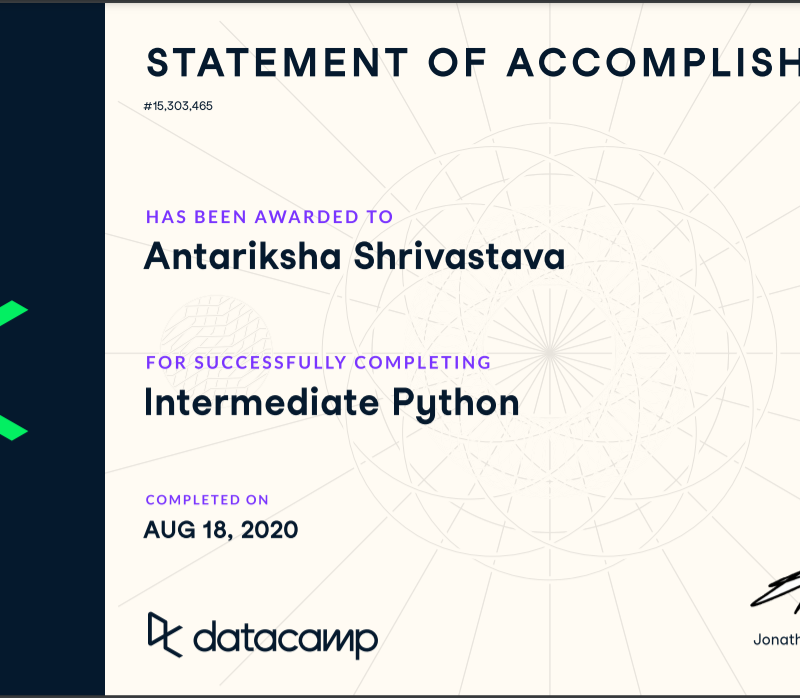 STATEMENT OF ACCOMPLISH
#15,303,465
HAS BEEN AWARDED TO
Antariksha Shrivastava
FOR SUCCESSFULLY COMPLETING
Intermediate Python
COMPLETED ON
AUG 18, 2020
Jonath
datacamp